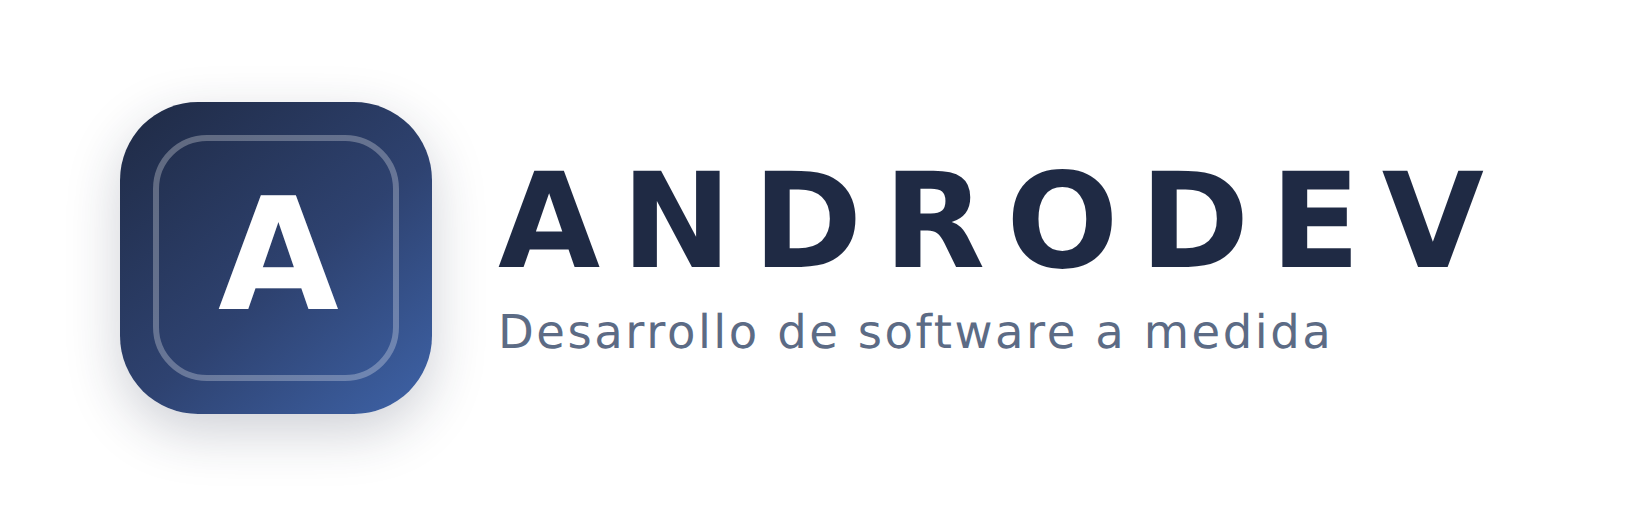 A
ANDRODEV
Desarrollo de software a medida